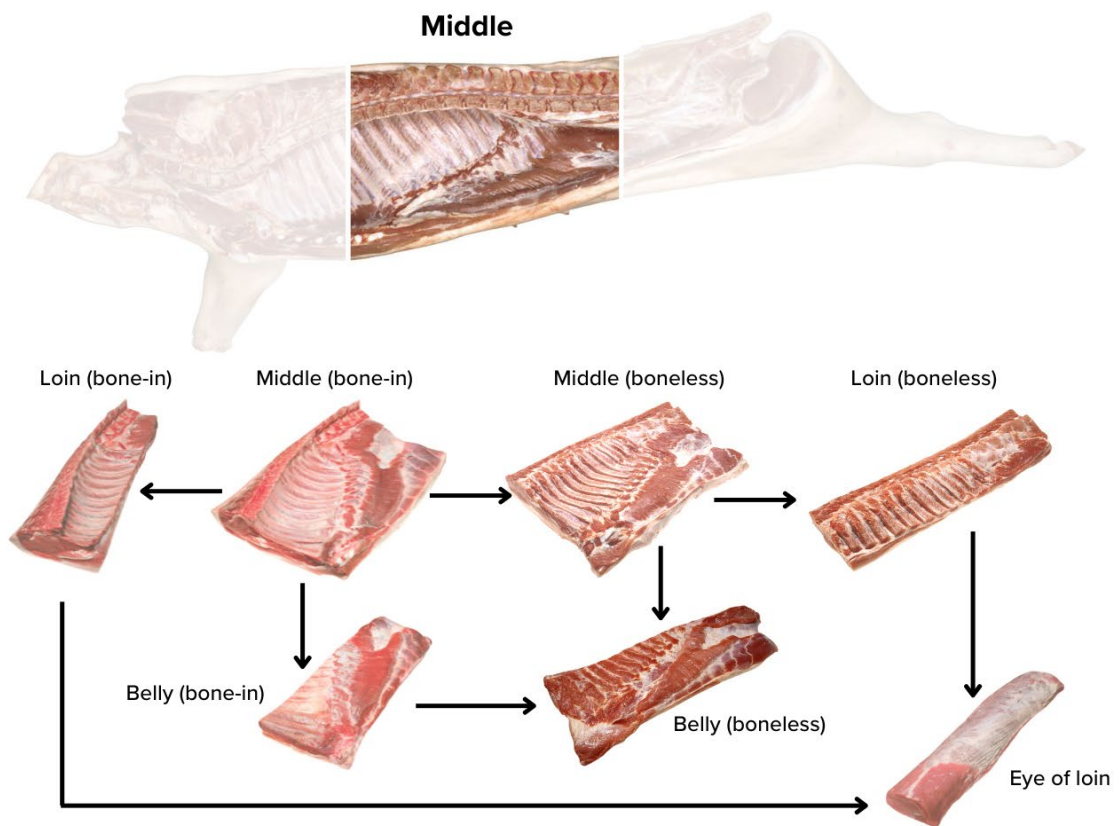 Middle
Loin (bone-in)
Middle (bone-in)
Middle (boneless)
Loin (boneless)
Belly (bone-in)
Belly (boneless)
Eye of loin